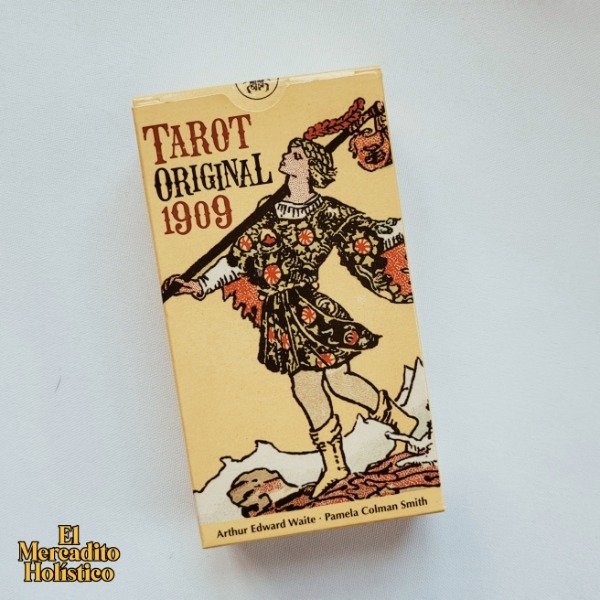 TAROT
ORIGINAL
1909
Arthur Edward Waite · Pamela Colman Smith
El
Mercadito
Holístico